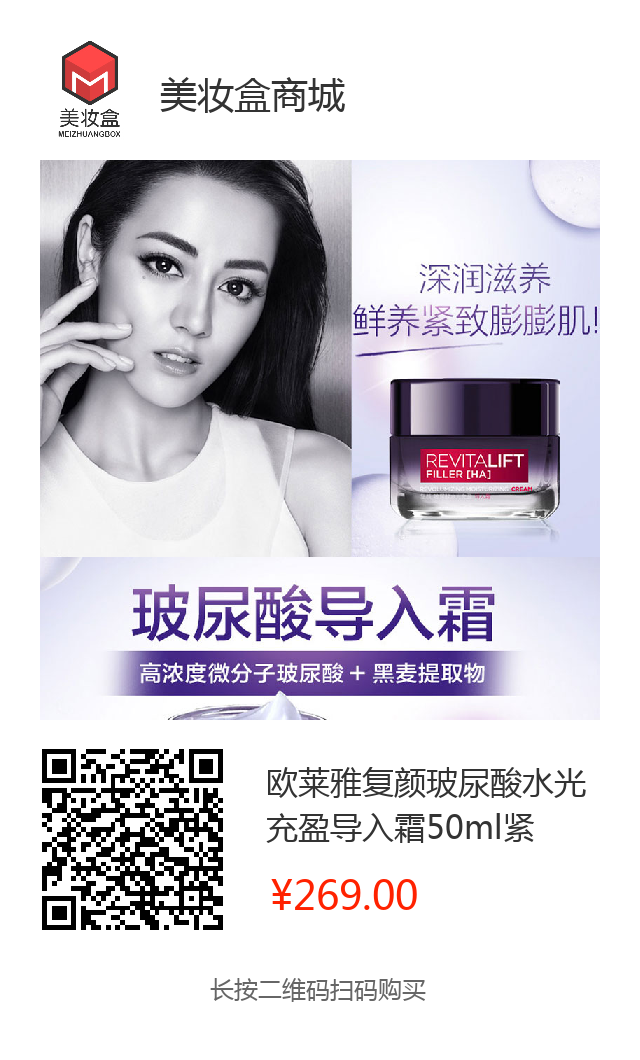 美妆盒
MEIZHUANGBOX
美妆盒商城
深润滋养
鲜养紧致膨膨肌!
REVITALIFT
FILLER [HA]
CREAM
玻尿酸导入霜
高浓度微分子玻尿酸 + 黑麦提取物
欧莱雅复颜玻尿酸水光
充盈导入霜50ml紧
¥269.00
长按二维码扫码购买